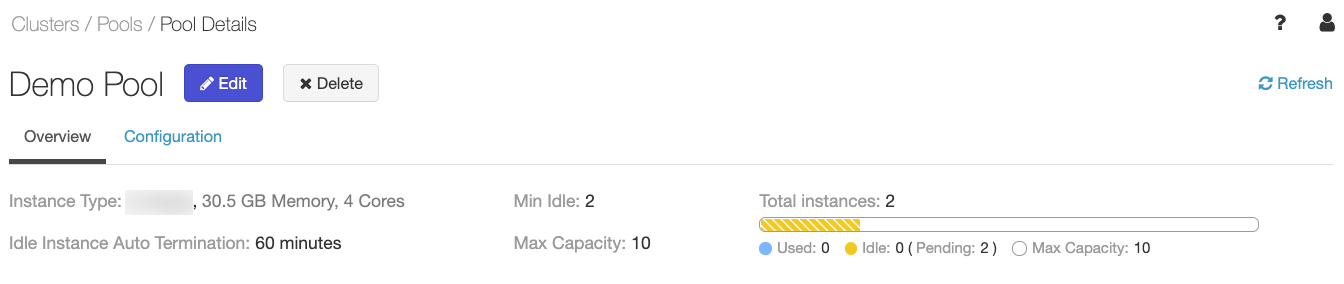 Clusters / Pools / Pool Details
?
Demo Pool
Edit
Delete
Refresh
Overview
Configuration
Instance Type: , 30.5 GB Memory, 4 Cores
Min Idle: 2
Total instances: 2
Idle Instance Auto Termination: 60 minutes
Max Capacity: 10
Used: 0 Idle: 0 ( Pending: 2 ) Max Capacity: 10